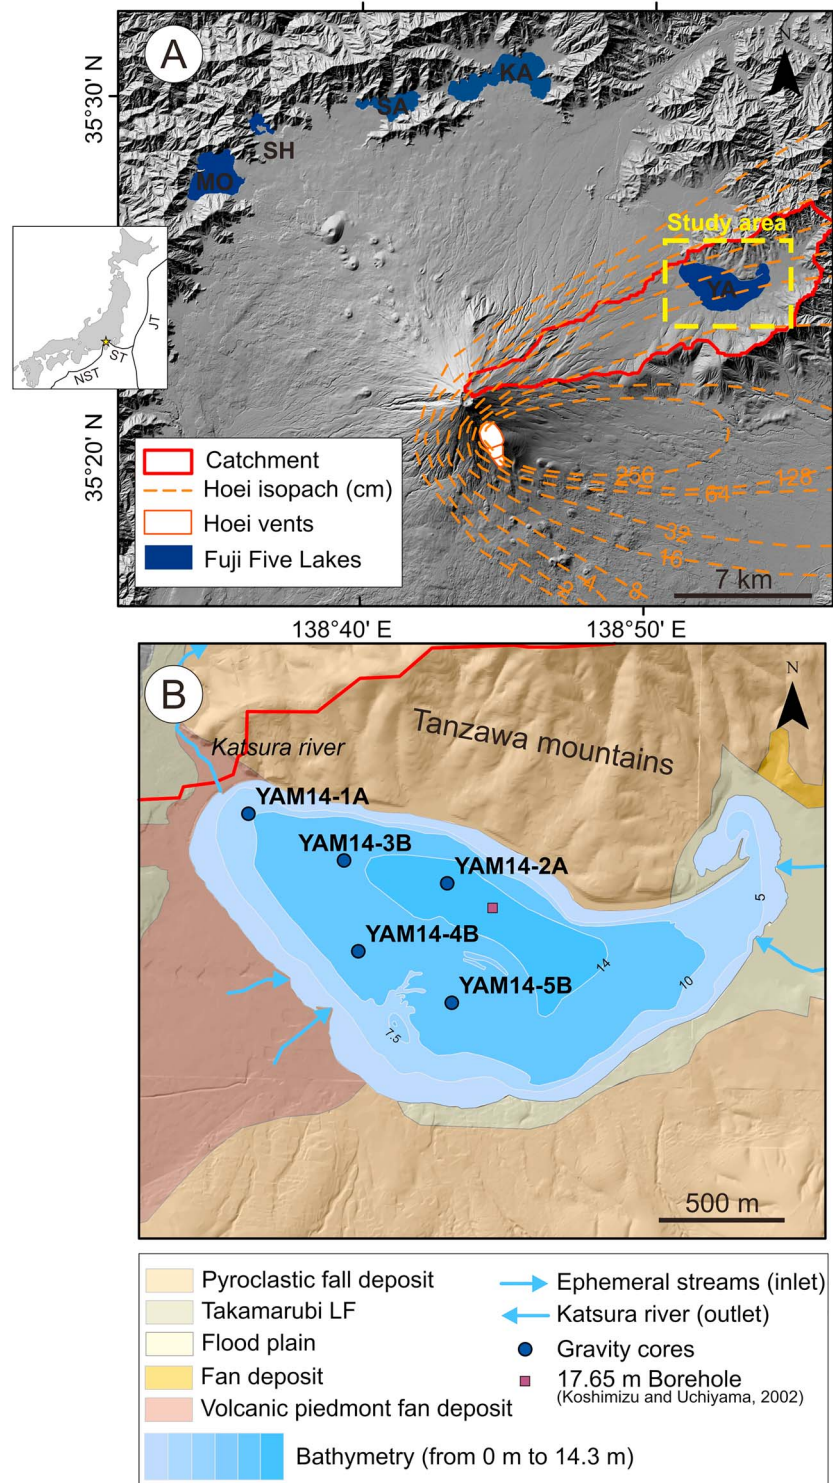 A
N
35°30' N
KA
SA
SH
MO
Study area
YA
JT
ST
NST
35°20' N
Catchment
Hoei isopach (cm)
Hoei vents
Fuji Five Lakes
256
128
64
32
16
8
4
2
1
7 km
138°40' E
138°50' E
B
N
Tanzawa mountains
Katsura river
YAM14-1A
YAM14-3B
YAM14-2A
YAM14-4B
YAM14-5B
5
14
10
7.5
500 m
Pyroclastic fall deposit
Takamarubi LF
Flood plain
Fan deposit
Volcanic piedmont fan deposit
Bathymetry (from 0 m to 14.3 m)
Ephemeral streams (inlet)
Katsura river (outlet)
Gravity cores
17.65 m Borehole
(Koshimizu and Uchiyama, 2002)